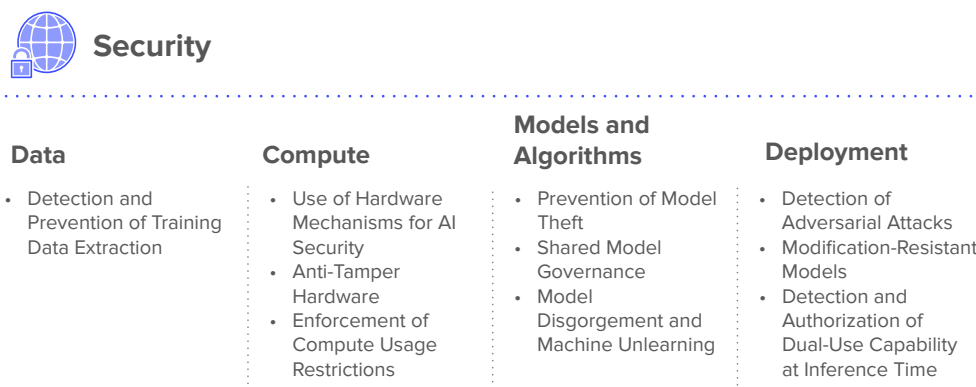 Security
Data
• Detection and
Prevention of Training
Data Extraction
Compute
• Use of Hardware
Mechanisms for AI
Security
• Anti-Tamper
Hardware
• Enforcement of
Compute Usage
Restrictions
Models and
Algorithms
• Prevention of Model
Theft
• Shared Model
Governance
• Model
Disgorgement and
Machine Unlearning
Deployment
• Detection of
Adversarial Attacks
• Modification-Resistant
Models
• Detection and
Authorization of
Dual-Use Capability
at Inference Time